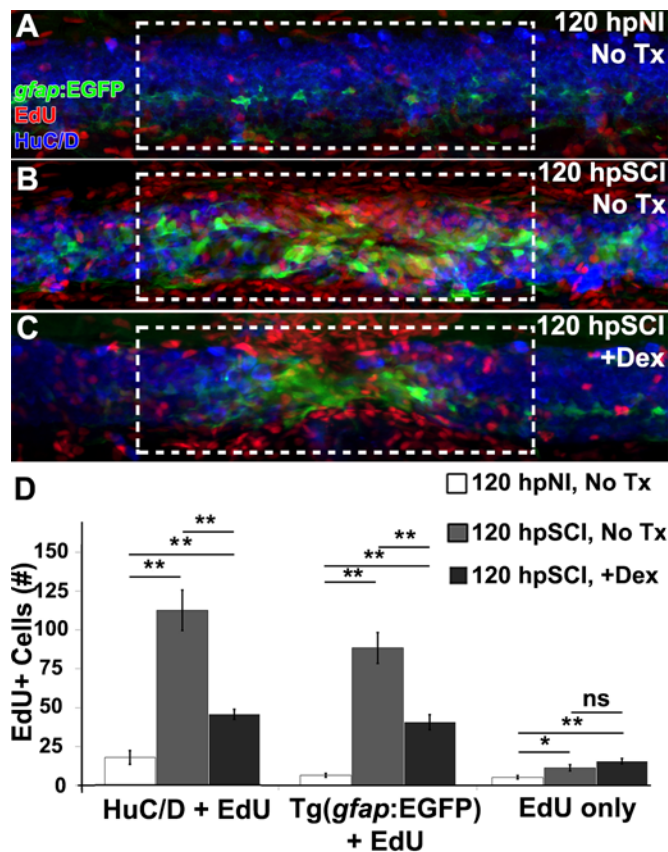 A
120 hpNI
No Tx
gfap:EGFP
EdU
HuC/D
B
120 hpSCI
No Tx
C
120 hpSCI
+Dex
D
120 hpNI, No Tx
120 hpSCI, No Tx
120 hpSCI, +Dex
EdU+ Cells (#)
150
125
100
75
50
25
0
**
**
**
**
**
**
ns
**
*
HuC/D + EdU
Tg(gfap:EGFP)
+ EdU
EdU only